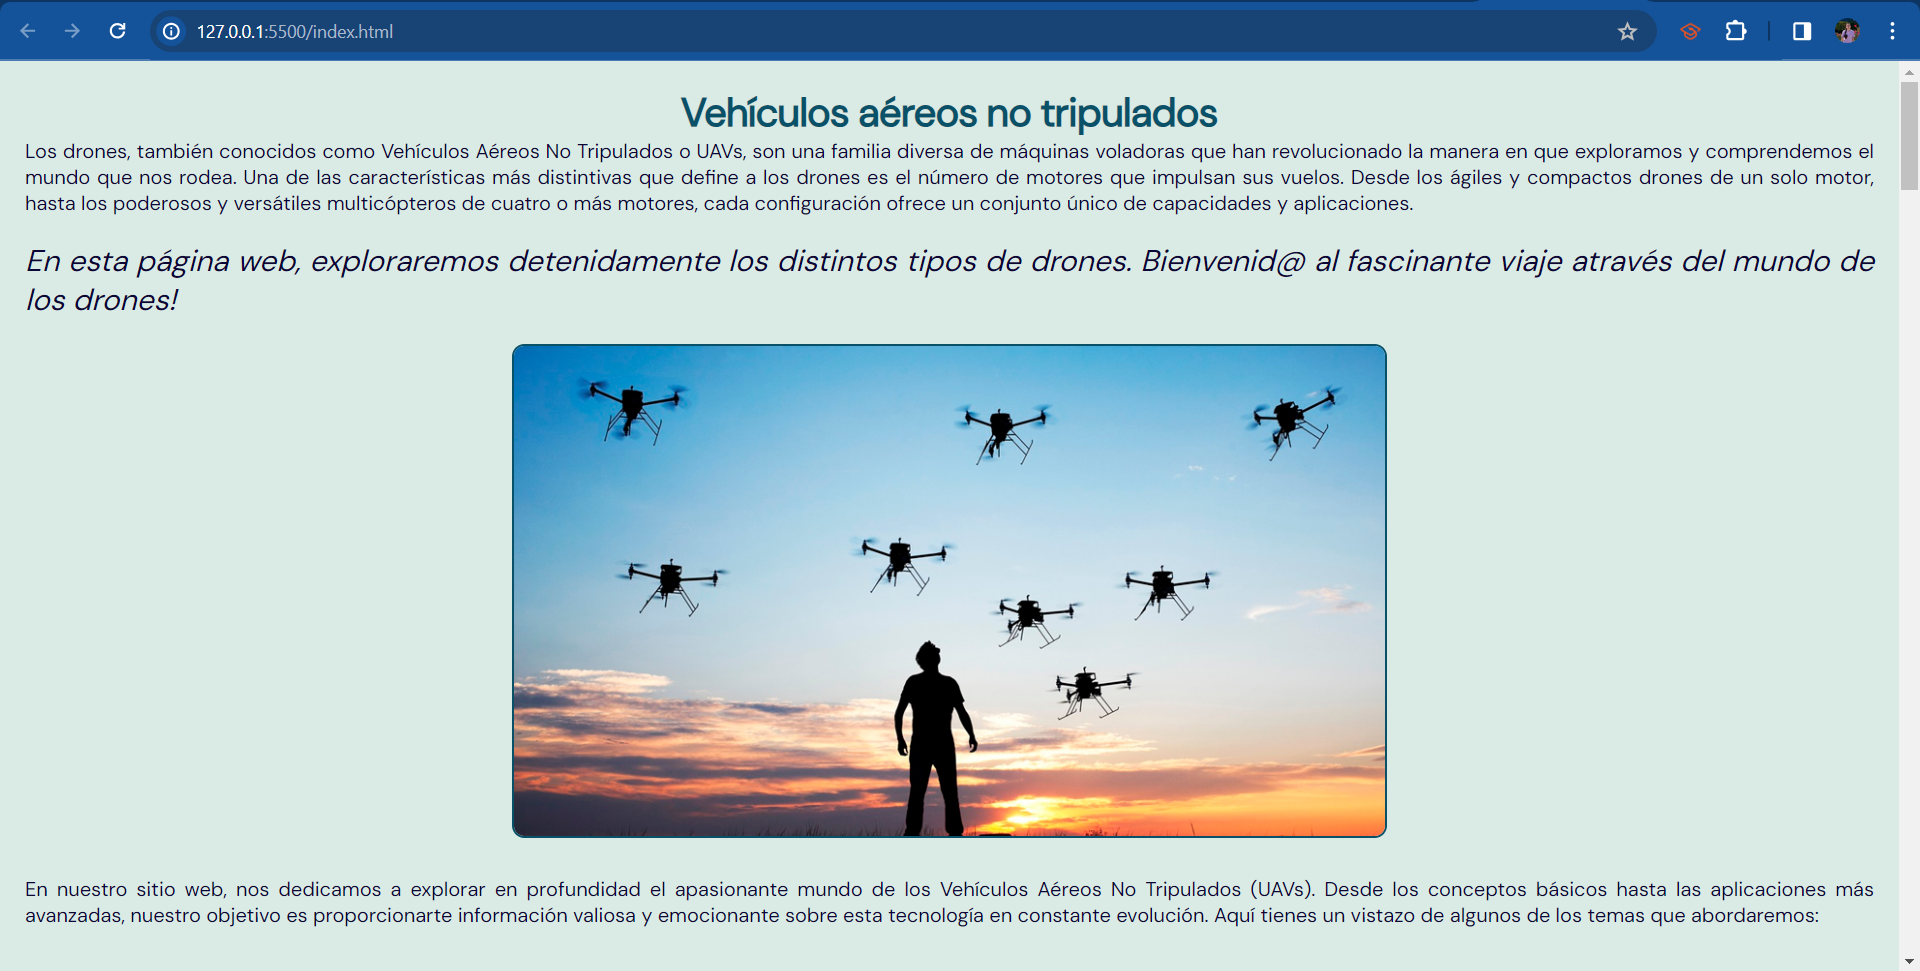 127.0.0.1:5500/index.html
Vehículos aéreos no tripulados
Los drones, también conocidos como Vehículos Aéreos No Tripulados o UAVs, son una familia diversa de máquinas voladoras que han revolucionado la manera en que exploramos y comprendemos el
mundo que nos rodea. Una de las características más distintivas que define a los drones es el número de motores que impulsan sus vuelos. Desde los ágiles y compactos drones de un solo motor,
hasta los poderosos y versátiles multicópteros de cuatro o más motores, cada configuración ofrece un conjunto único de capacidades y aplicaciones.
En esta página web, exploraremos detenidamente los distintos tipos de drones. Bienvenid@ al fascinante viaje através del mundo de
los drones!
En nuestro sitio web, nos dedicamos a explorar en profundidad el apasionante mundo de los Vehículos Aéreos No Tripulados (UAVs). Desde los conceptos básicos hasta las aplicaciones más
avanzadas, nuestro objetivo es proporcionarte información valiosa y emocionante sobre esta tecnología en constante evolución. Aquí tienes un vistazo de algunos de los temas que abordaremos: